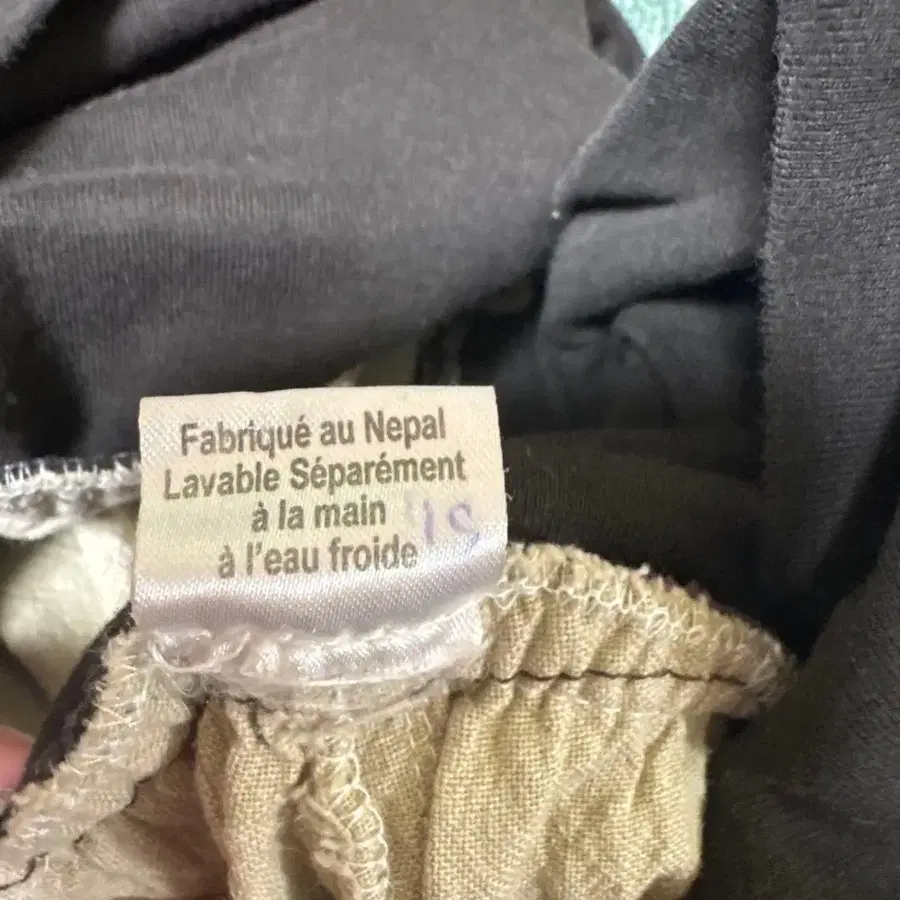 Fabriqué au Nepal
Lavable Séparément
à la main
à l'eau froide